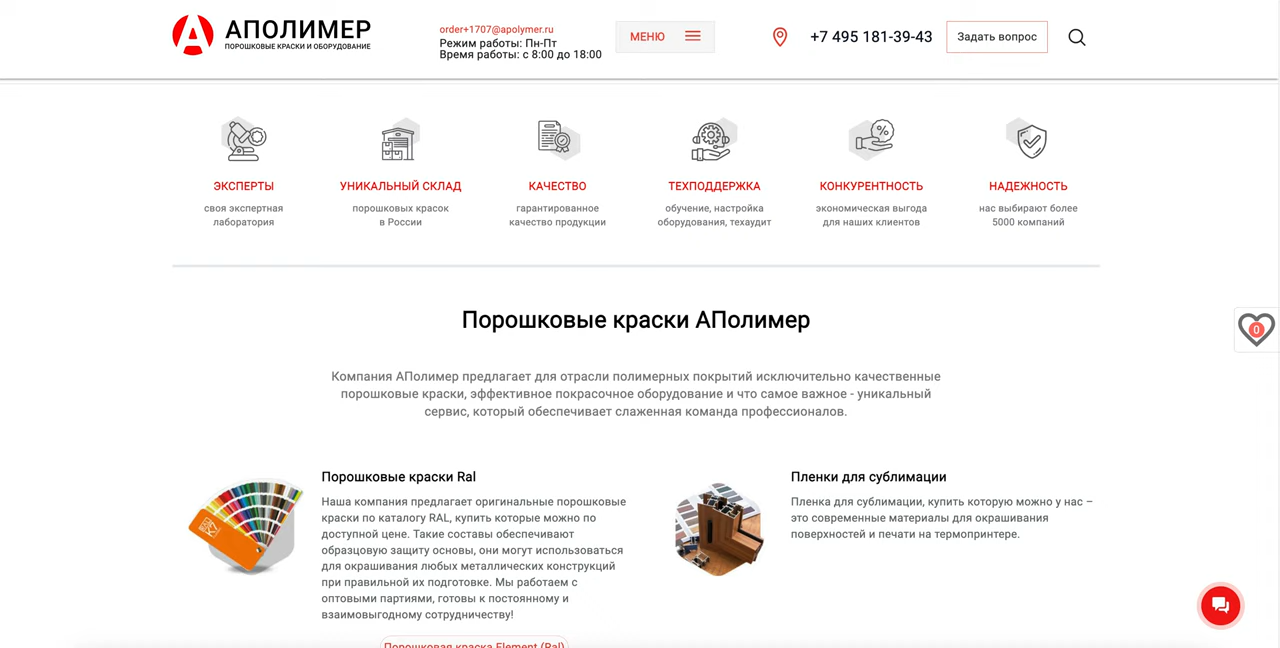 АПОЛИМЕР
ПОРОШКОВЫЕ КРАСКИ И ОБОРУДОВАНИЕ
order+1707@apolymer.ru
Режим работы: Пн-Пт
Время работы: с 8:00 до 18:00
МЕНЮ
+7 495 181-39-43
Задать вопрос
ЭКСПЕРТЫ
своя экспертная
лаборатория
УНИКАЛЬНЫЙ СКЛАД
порошковых красок
в России
КАЧЕСТВО
гарантированное
качество продукции
ТЕХПОДДЕРЖКА
обучение, настройка
оборудования, техаудит
КОНКУРЕНТНОСТЬ
экономическая выгода
для наших клиентов
НАДЕЖНОСТЬ
нас выбирают более
5000 компаний
0
Порошковые краски АПолимер
Компания АПолимер предлагает для отрасли полимерных покрытий исключительно качественные
порошковые краски, эффективное покрасочное оборудование и что самое важное - уникальный
сервис, который обеспечивает слаженная команда профессионалов.
Порошковые краски Ral
Наша компания предлагает оригинальные порошковые
краски по каталогу RAL, купить которые можно по
доступной цене. Такие составы обеспечивают
образцовую защиту основы, они могут использоваться
для окрашивания любых металлических конструкций
при правильной их подготовке. Мы работаем с
оптовыми партиями, готовы к постоянному и
взаимовыгодному сотрудничеству!
Порошковая краска Element (Ral)
Пленки для сублимации
Пленка для сублимации, купить которую можно у нас –
это современные материалы для окрашивания
поверхностей и печати на термопринтере.